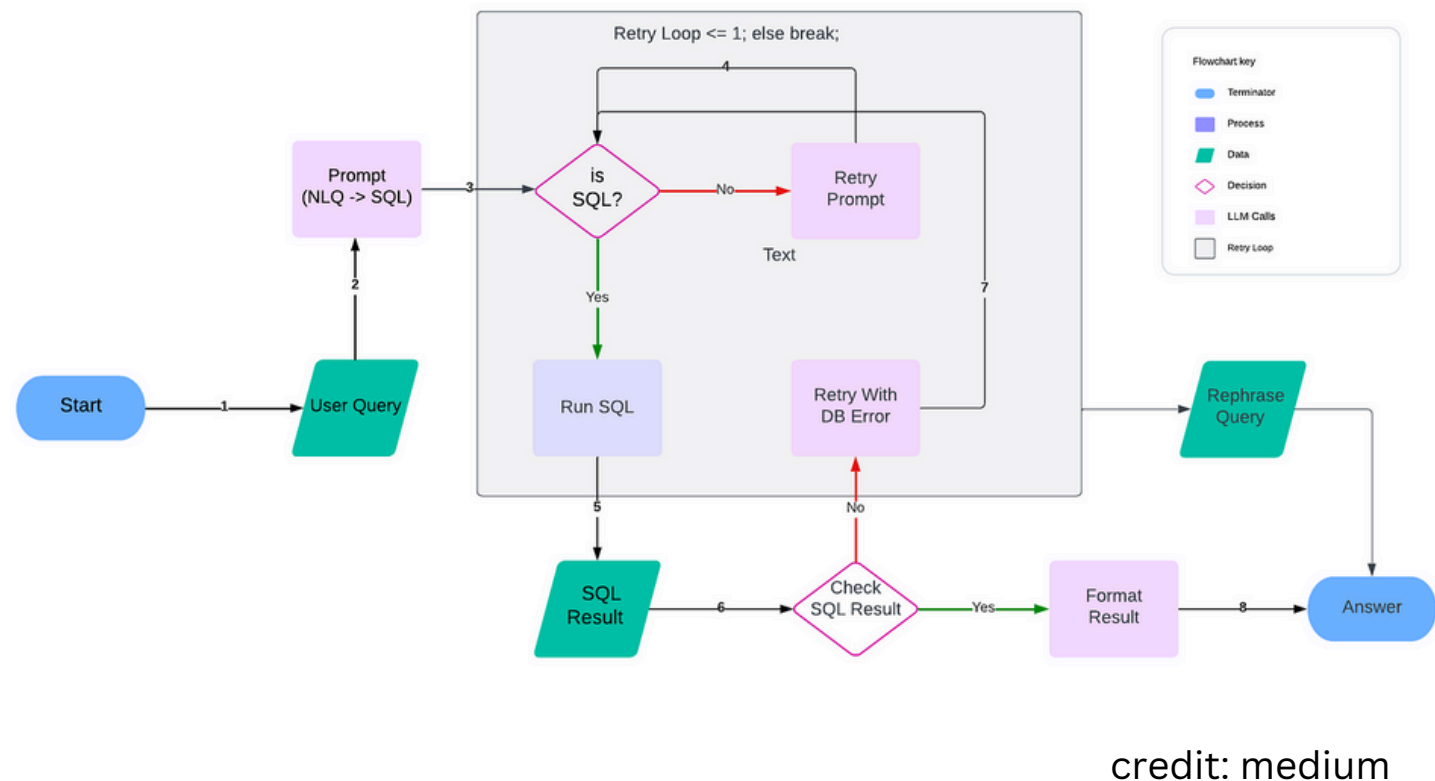 Retry Loop <= 1; else break;
4
Flowchart key
Terminator
Process
Data
Decision
LLM Calls
Retry Loop
Prompt
(NLQ -> SQL)
3
is
SQL?
No
Retry
Prompt
Text
2
Yes
7
Start
1
User Query
Run SQL
Retry With
DB Error
Rephrase
Query
5
No
SQL
Result
6
Check
SQL Result
Yes
Format
Result
8
Answer
credit: medium